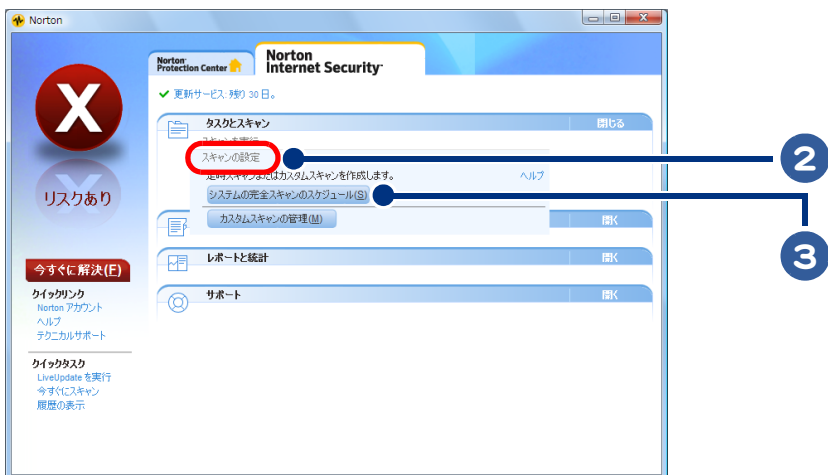 Norton
Norton
Protection Center
Norton
Internet Security
更新サービス: 残り 30 日。
タスクとスキャン
閉じる
スキャンを実行
スキャンの設定
定時スキャンまたはカスタムスキャンを作成します。
ヘルプ
システムの完全スキャンのスケジュール(S)
カスタムスキャンの管理(M)
開く
レポートと統計
開く
サポート
開く
リスクあり
今すぐに解決(F)
クイックリンク
Norton アカウント
ヘルプ
テクニカルサポート
クイックタスク
LiveUpdate を実行
今すぐにスキャン
履歴の表示
2
3